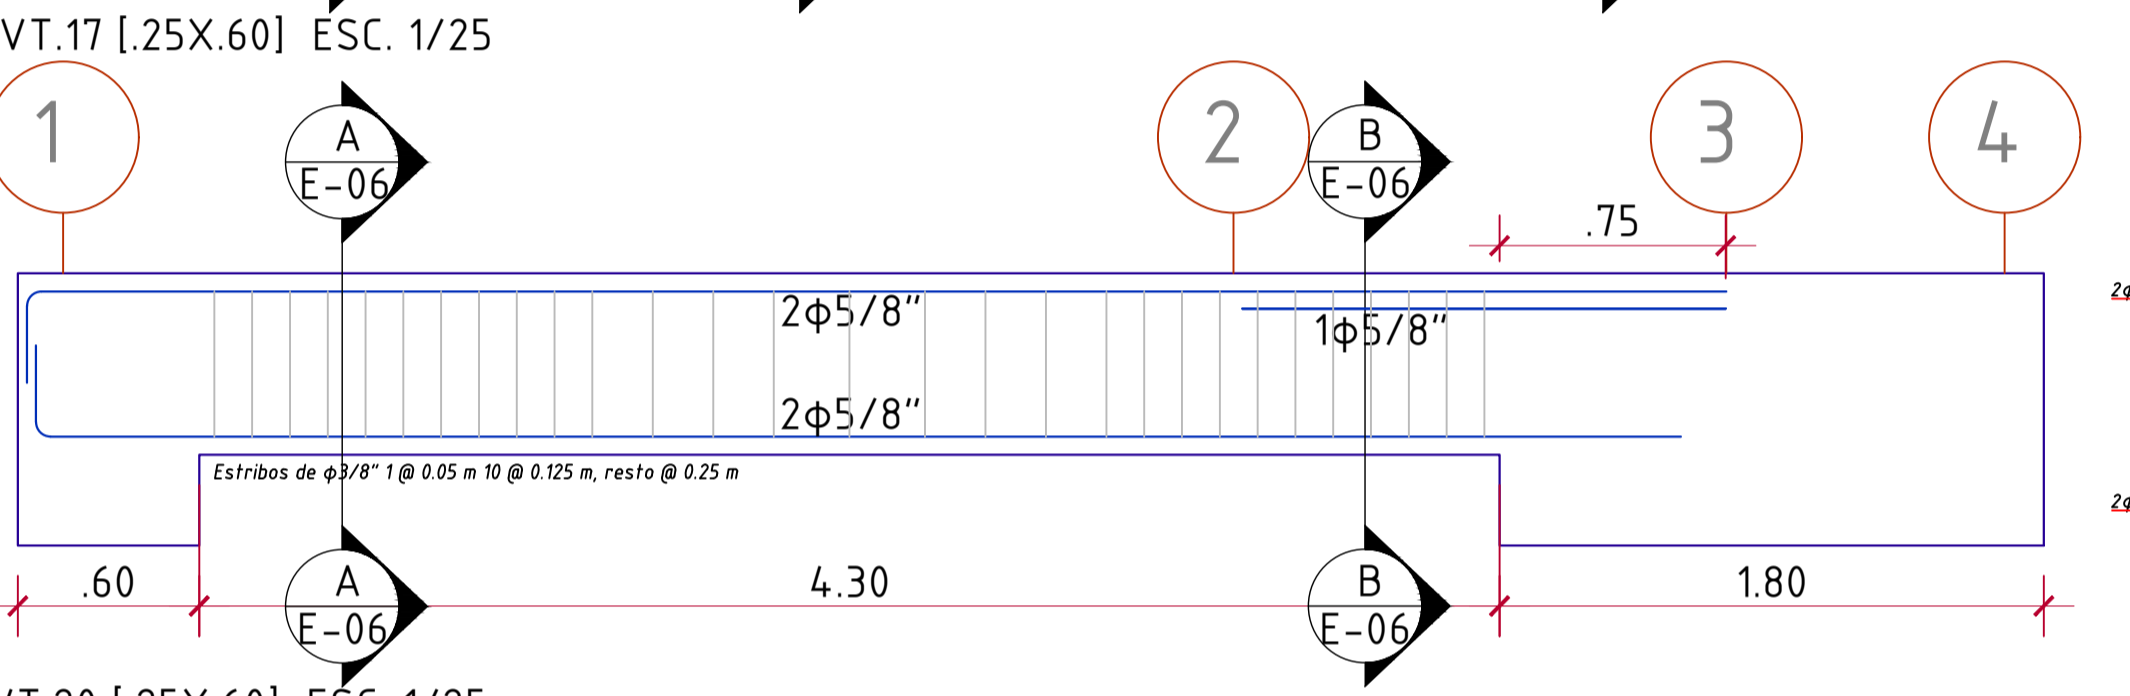 VT.17 [.25X.60] ESC. 1/25
1
A
E-06
2
B
E-06
3
4
.75
2ϕ5/8"
1ϕ5/8"
2ϕ5/8"
Estribos de ϕ3/8" 1 @ 0.05 m 10 @ 0.125 m, resto @ 0.25 m
.60
A
E-06
4.30
B
E-06
1.80